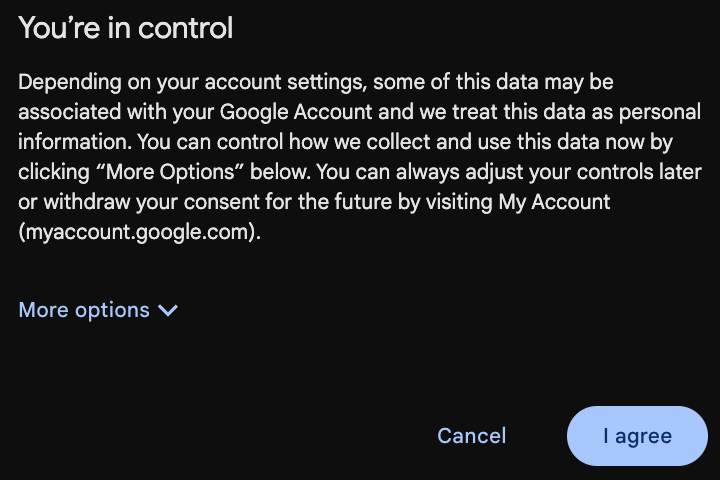 You’re in control
Depending on your account settings, some of this data may be
associated with your Google Account and we treat this data as personal
information. You can control how we collect and use this data now by
clicking “More Options” below. You can always adjust your controls later
or withdraw your consent for the future by visiting My Account
(myaccount.google.com).
More options
Cancel
I agree